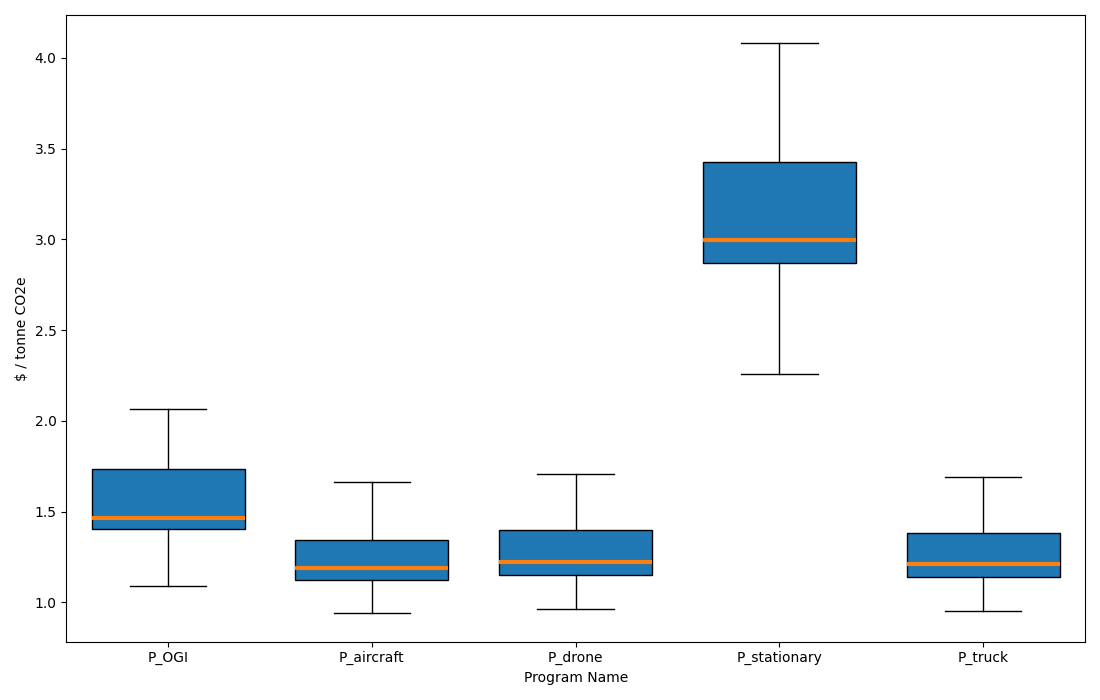 4.0
3.5
3.0
2.5
2.0
1.5
1.0
$ / tonne CO2e
P_OGI P_aircraft P_drone P_stationary P_truck
Program Name